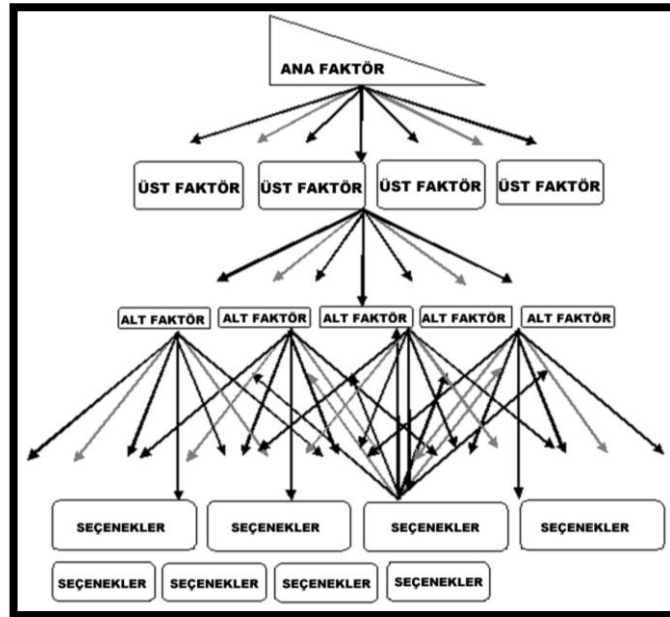 ANA FAKTÖR
ÜST FAKTÖR ÜST FAKTÖR ÜST FAKTÖR ÜST FAKTÖR
ALT FAKTÖR ALT FAKTÖR ALT FAKTÖR ALT FAKTÖR ALT FAKTÖR
SEÇENEKLER SEÇENEKLER SEÇENEKLER SEÇENEKLER
SEÇENEKLER SEÇENEKLER SEÇENEKLER SEÇENEKLER